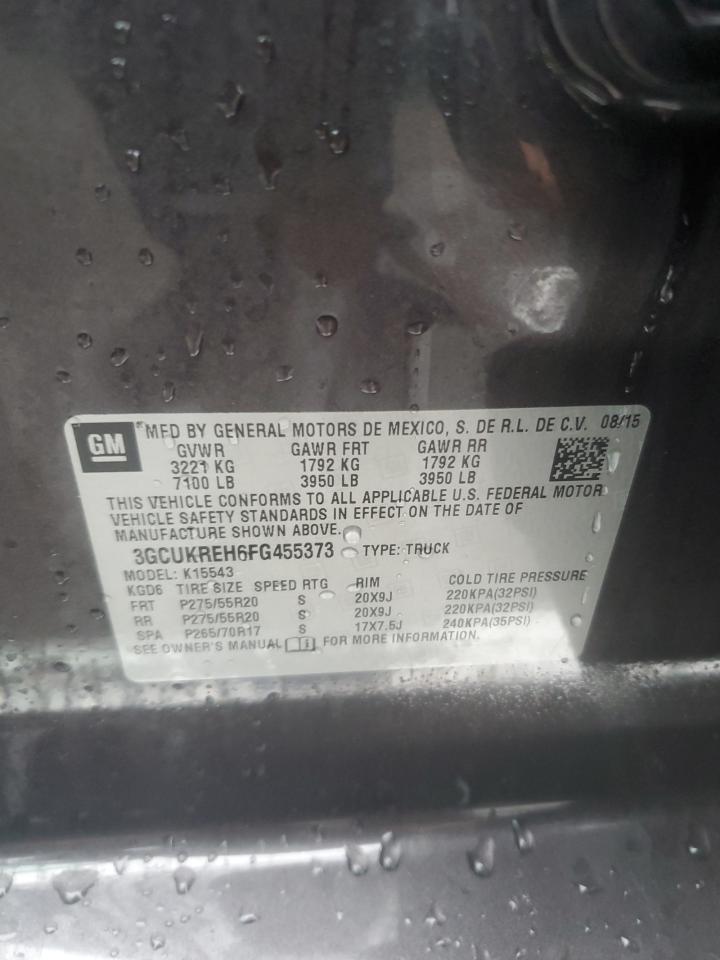 GM
MFD BY GENERAL MOTORS DE MEXICO, S. DE R.L. DE C.V. 08/15
GVWR GAWR FRT GAWR RR
3221 KG 1792 KG 1792 KG
7100 LB 3950 LB 3950 LB
THIS VEHICLE CONFORMS TO ALL APPLICABLE U.S. FEDERAL MOTOR
VEHICLE SAFETY STANDARDS IN EFFECT ON THE DATE OF
MANUFACTURE SHOWN ABOVE.
3GCUKREH6FG455373 TYPE: TRUCK
MODEL: K15543
KGD6 TIRE SIZE SPEED RTG RIM COLD TIRE PRESSURE
FRT P275/55R20 S 20X9J 220KPA(32PSI)
RR P275/55R20 S 20X9J 220KPA(32PSI)
SPA P265/70R17 S 17X7.5J 240KPA(35PSI)
SEE OWNER'S MANUAL FOR MORE INFORMATION.